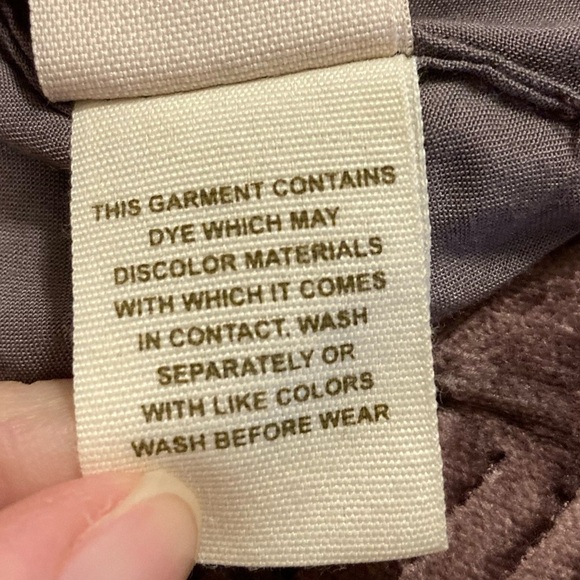 THIS GARMENT CONTAINS
DYE WHICH MAY
DISCOLOR MATERIALS
WITH WHICH IT COMES
IN CONTACT. WASH
SEPARATELY OR
WITH LIKE COLORS
WASH BEFORE WEAR